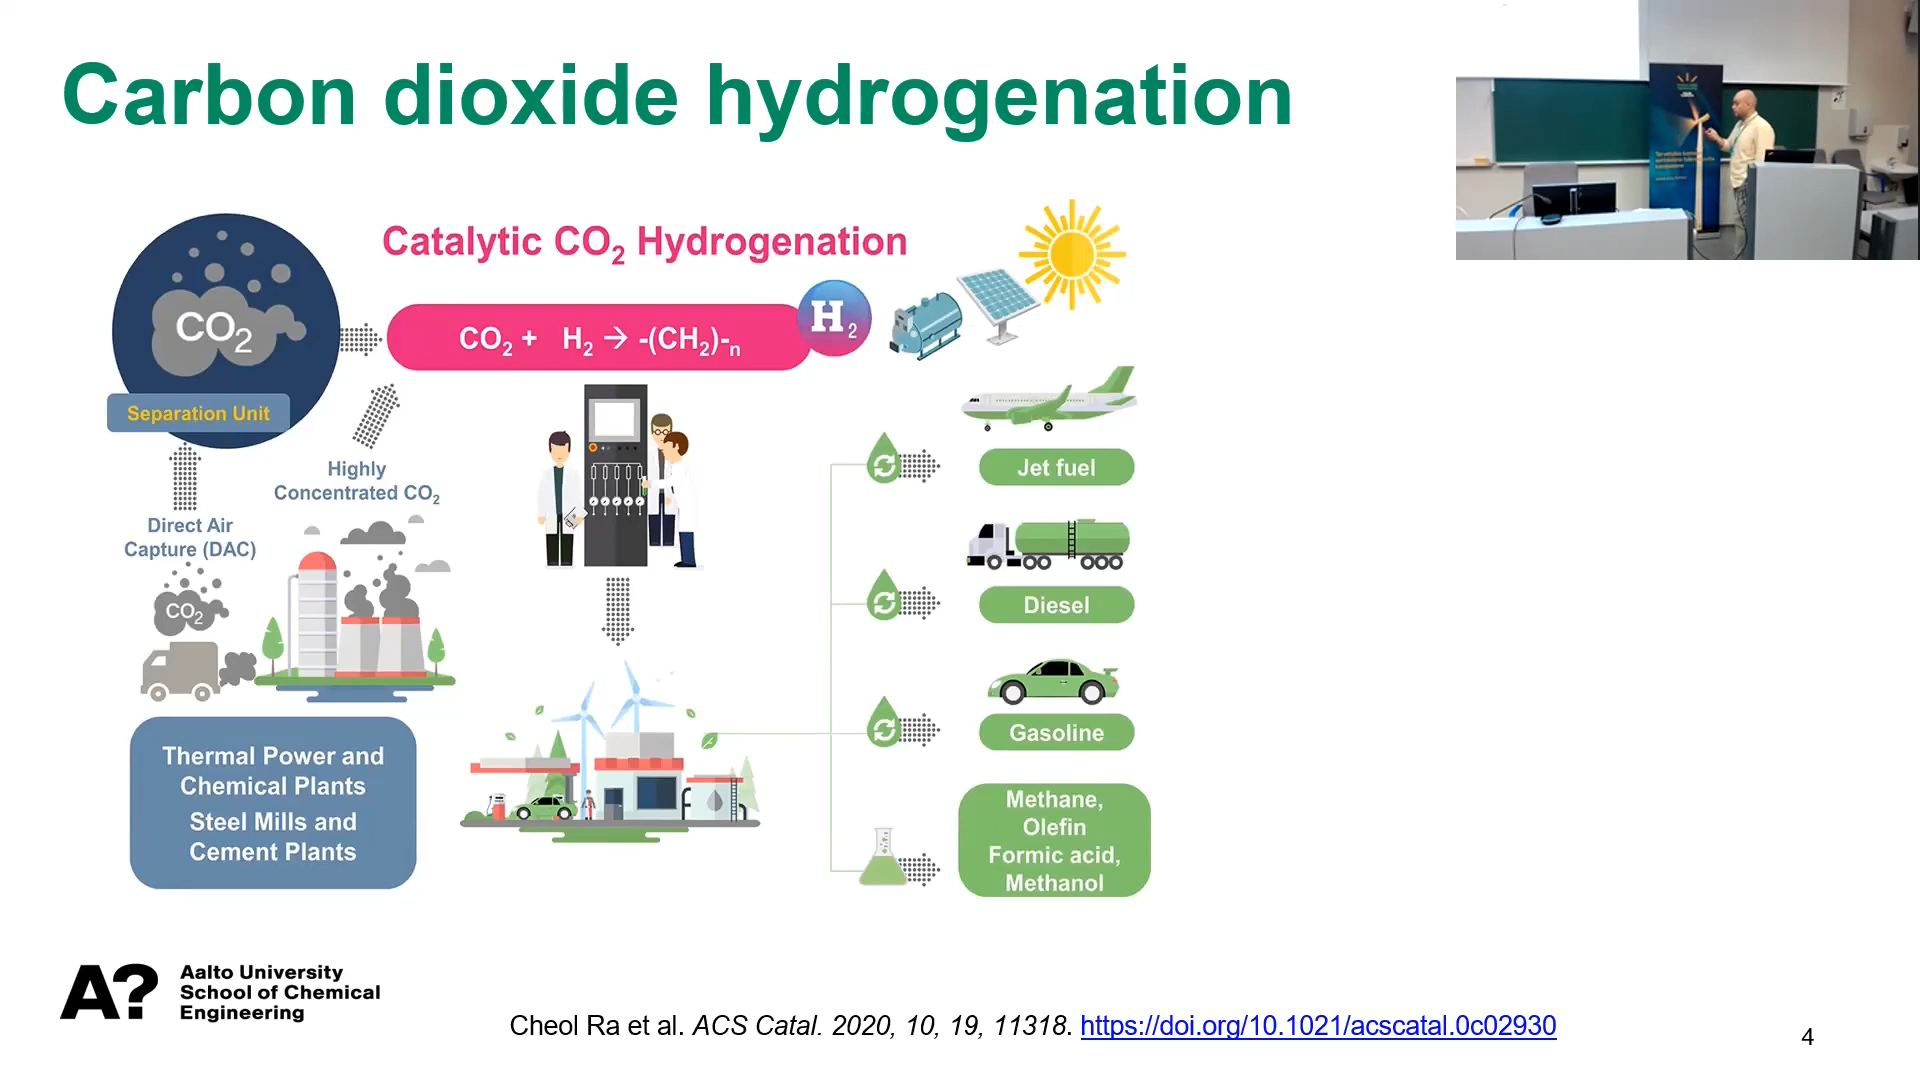 Carbon dioxide hydrogenation
Catalytic CO2 Hydrogenation
CO2
CO2 + H2 → -(CH2)-n
H2
Separation Unit
Highly
Concentrated CO2
Direct Air
Capture (DAC)
CO2
Thermal Power and
Chemical Plants
Steel Mills and
Cement Plants
Jet fuel
Diesel
Gasoline
Methane,
Olefin
Formic acid,
Methanol
A?
Aalto University
School of Chemical
Engineering
Cheol Ra et al. ACS Catal. 2020, 10, 19, 11318. https://doi.org/10.1021/acscatal.0c02930
4